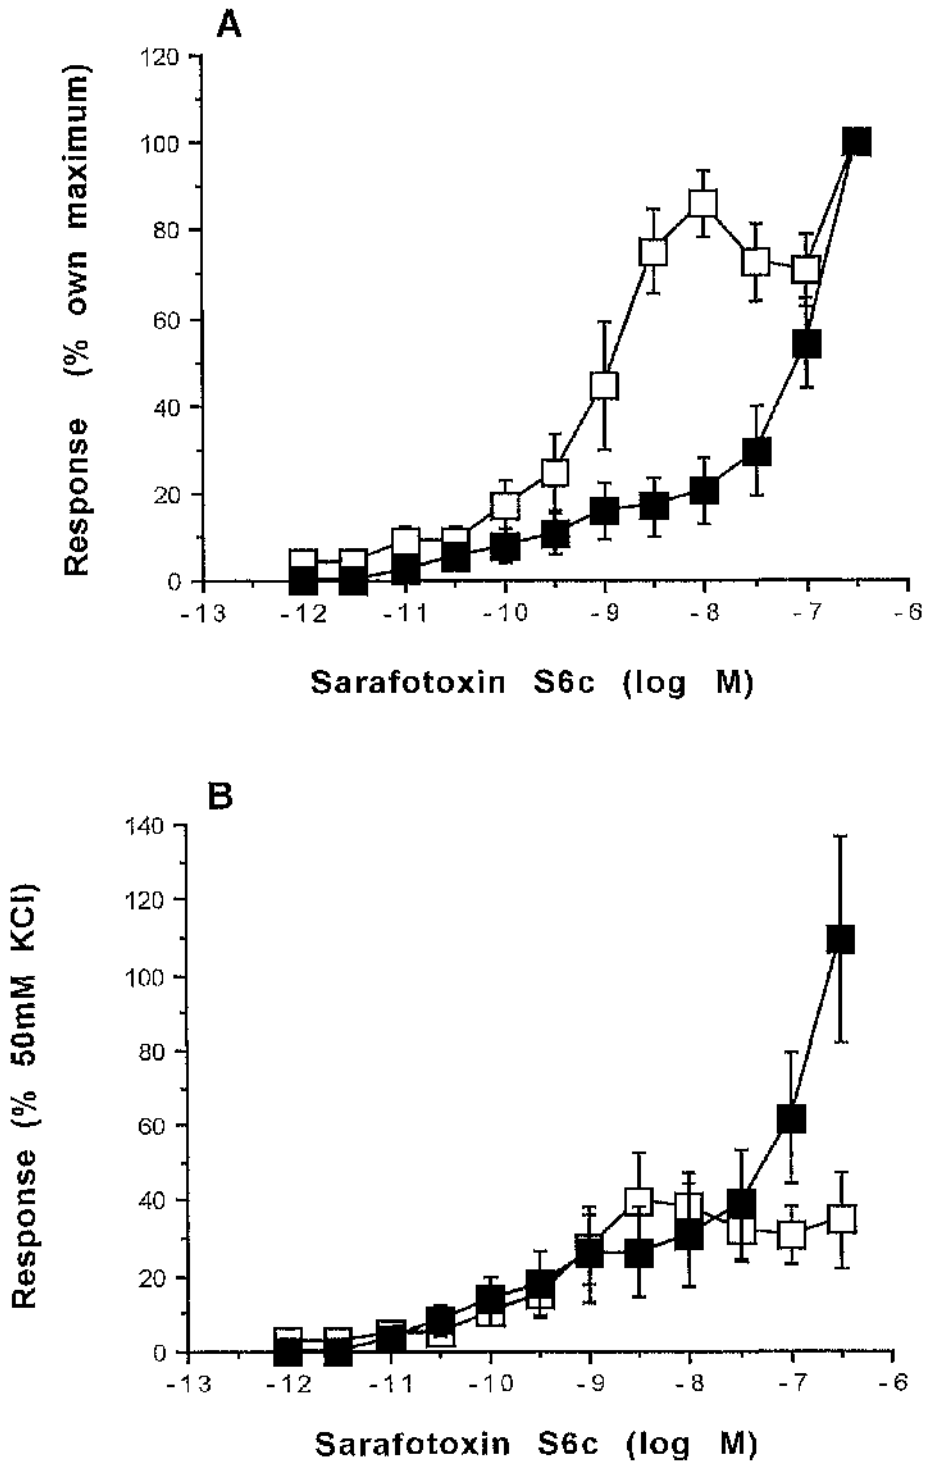 A
Response (% own maximum)
120
100
80
60
40
20
0
-13 -12 -11 -10 -9 -8 -7 -6
Sarafotoxin S6c (log M)
B
Response (% 50mM KCl)
140
120
100
80
60
40
20
0
-13 -12 -11 -10 -9 -8 -7 -6
Sarafotoxin S6c (log M)